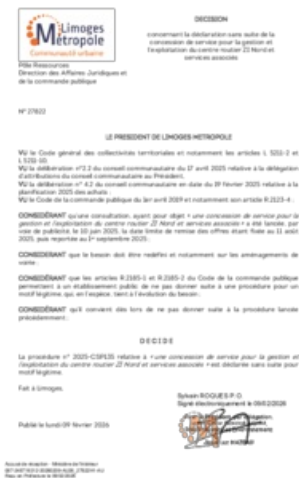 Limoges
Métropole
Communauté urbaine
DECISION
concernant la déclaration sans suite de la
concession de service pour la gestion et
l'exploitation du centre routier ZI Nord et
services associés
Pôle Ressources
Direction des Affaires Juridiques et
de la commande publique
N° 27822
LE PRESIDENT DE LIMOGES METROPOLE
VU le Code général des collectivités territoriales et notamment les articles L 5211-2 et
L 5211-10,
VU la délibération n°2.2 du conseil communautaire du 17 avril 2025 relative à la délégation
d'attributions du conseil communautaire au Président,
VU la délibération n° 4.2 du conseil communautaire en date du 19 février 2025 relative à la
planification 2025 des achats ;
VU le Code de la commande publique du 1er avril 2019 et notamment son article R.2123-4 ;
CONSIDÉRANT qu'une consultation, ayant pour objet « une concession de service pour la
gestion et l'exploitation du centre routier ZI Nord et services associés » a été lancée, par
voie de publicité, le 10 juin 2025, la date limite de remise des offres étant fixée au 11 août
2025, puis reportée au 1er septembre 2025 ;
CONSIDERANT que le besoin doit être redéfini et notamment sur les aménagements de
voirie ;
CONSIDERANT que les articles R.2185-1 et R.2185-2 du Code de la commande publique
permettent à un établissement public de ne pas donner suite à une procédure pour un
motif légitime, qui, en l'espèce, tient à l'évolution du besoin ;
CONSIDERANT qu'il convient dès lors de ne pas donner suite à la procédure lancée
précédemment ;
D E C I D E
La procédure n° 2025-CSP135 relative à « une concession de service pour la gestion et
l'exploitation du centre routier ZI Nord et services associés » est déclarée sans suite pour
motif légitime.
Fait à Limoges,
Sylvain ROQUES P.O.
Signé électroniquement le 09/02/2026
Publié le lundi 09 février 2026
Accusé de réception - Ministère de l'Intérieur